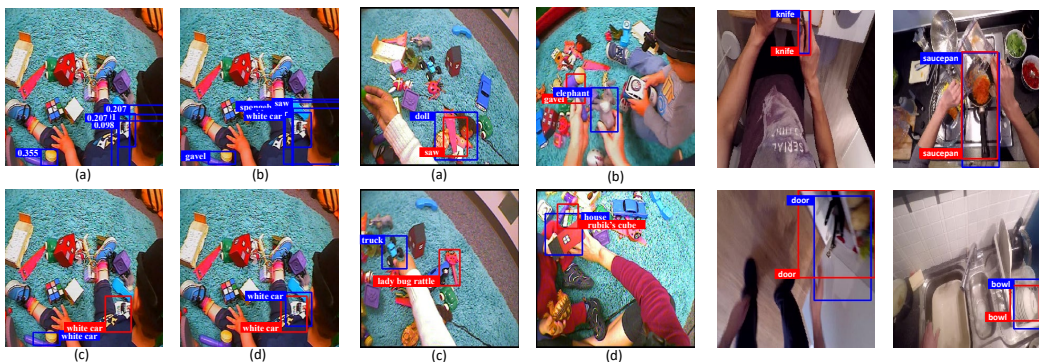 0.207
0.207
0.098
0.355
(a)
saw
white car
gavel
(b)
doll
saw
(a)
elephant
gavel
(b)
knife
knife
saucepan
saucepan
white car
white car
(c)
white car
white car
(d)
truck
lady bug rattle
(c)
house
rubik's cube
(d)
door
door
bowl
bowl
SERIAL